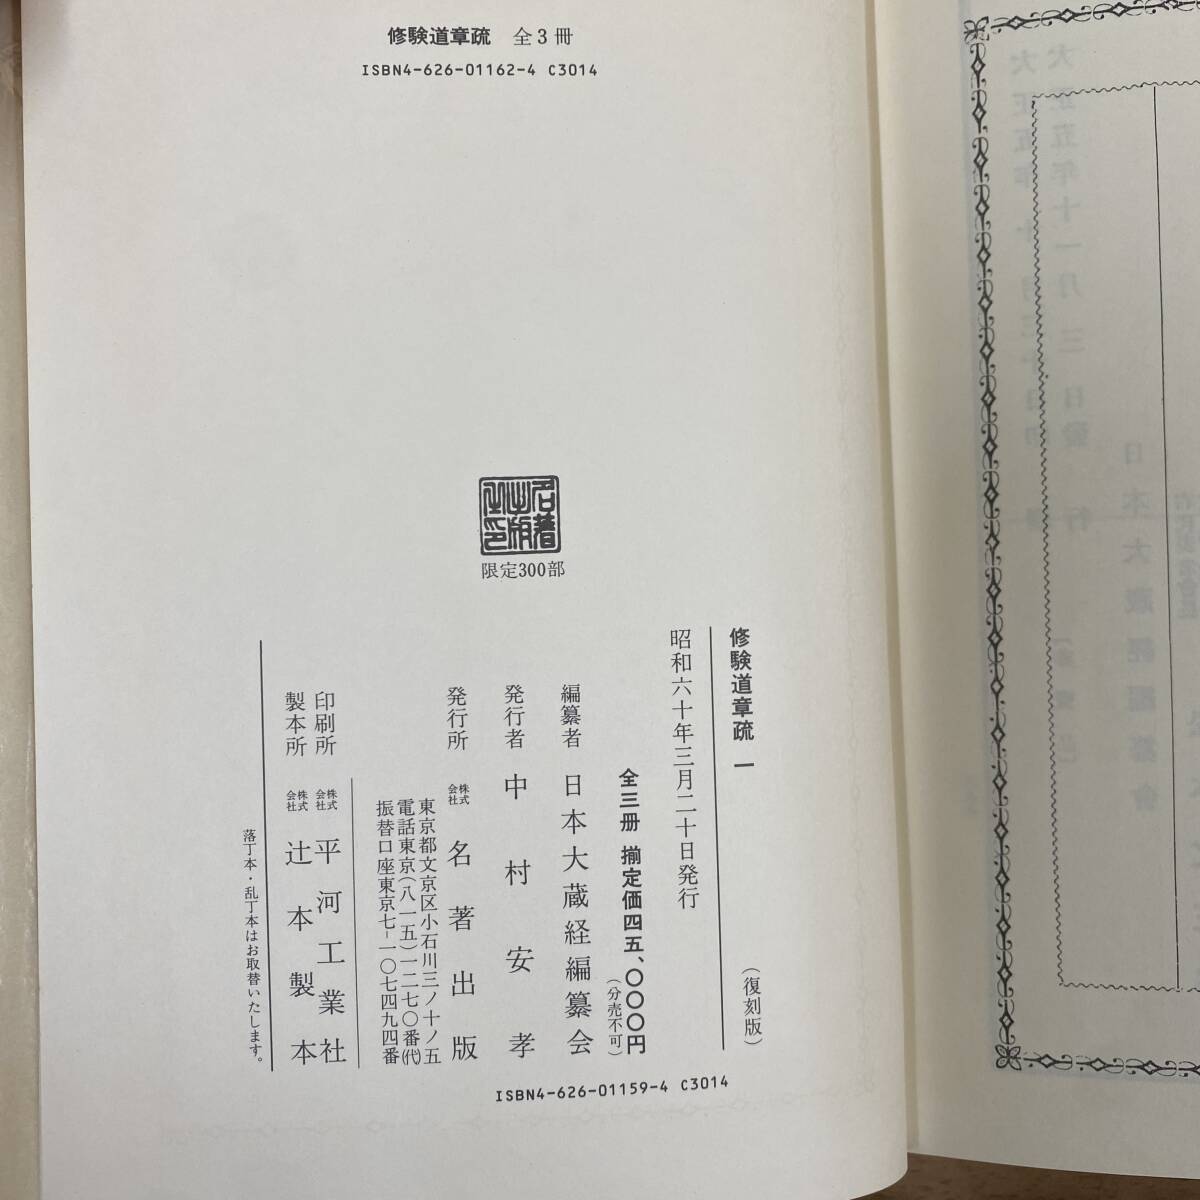 修験道章疏　全3冊
ISBN4-626-01162-4 C3014
名著出版之印
限定300部
修験道章疏 一
（復刻版）
昭和六十年三月二十日発行
全三冊 揃定価四五、〇〇〇円
（分売不可）
編纂者 日本大蔵経編纂会
発行者 中村安孝
発行所 株式会社 名著出版
東京都文京区小石川三ノ十ノ五
電話東京（八一五）一二七〇番（代）
振替口座東京七-一〇七四九四番
印刷所 株式会社 平河工業社
製本所 株式会社 辻本製本
落丁本・乱丁本はお取替いたします。
ISBN4-626-01159-4 C3014